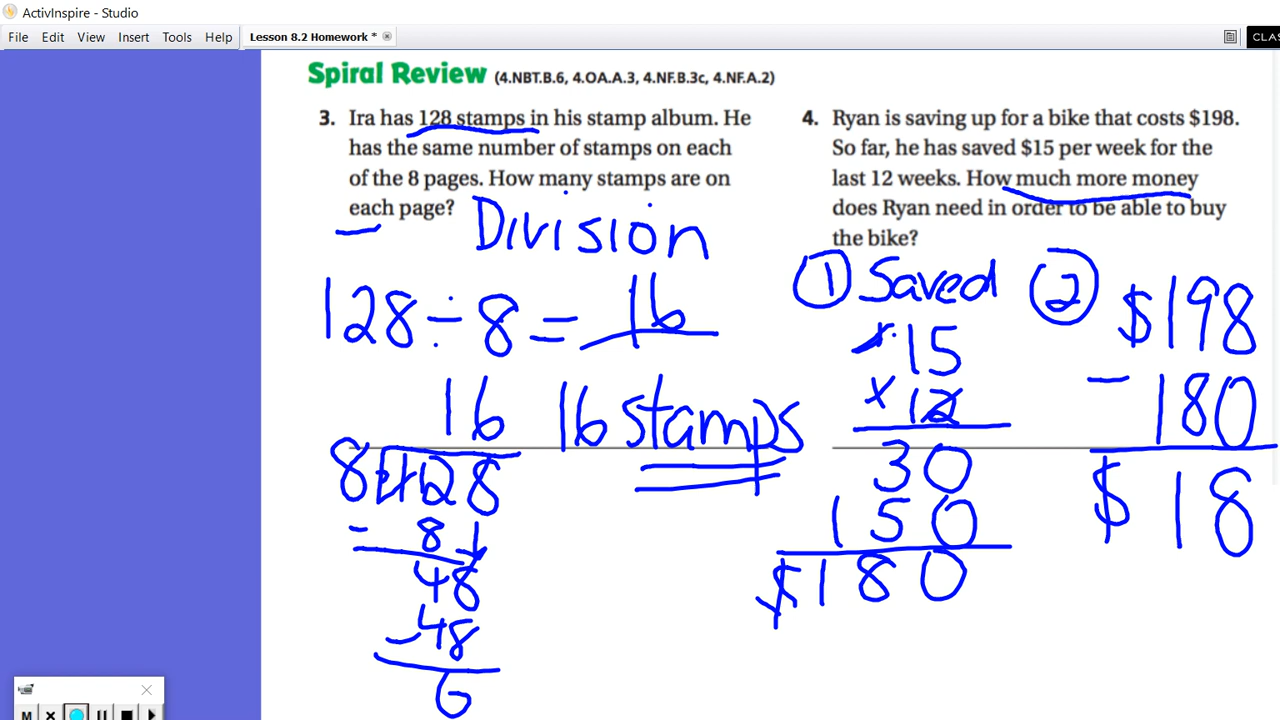 ActivInspire - Studio
File Edit View Insert Tools Help
Lesson 8.2 Homework *
CLAS
Spiral Review (4.NBT.B.6, 4.OA.A.3, 4.NF.B.3c, 4.NF.A.2)
3. Ira has 128 stamps in his stamp album. He
has the same number of stamps on each
of the 8 pages. How many stamps are on
each page?
Division
128 ÷ 8 = 16
16
16 stamps
8 128
- 8
48
- 48
0
4. Ryan is saving up for a bike that costs $198.
So far, he has saved $15 per week for the
last 12 weeks. How much more money
does Ryan need in order to be able to buy
the bike?
1 Saved
15
x 12
30
150
$180
2 $198
- 180
$ 18
M